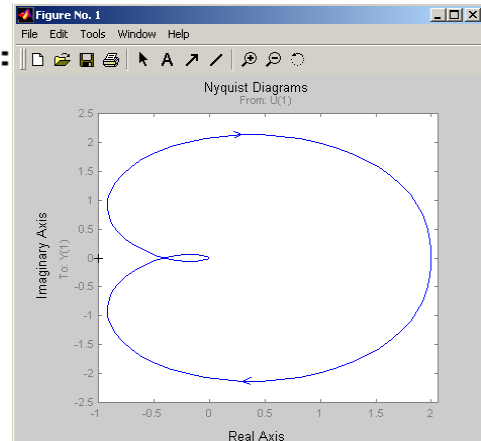 Figure No. 1
File Edit Tools Window Help
:
A
Nyquist Diagrams
From: U(1)
Imaginary Axis
To: Y(1)
2.5
2
1.5
1
0.5
0
-0.5
-1
-1.5
-2
-2.5
-1 -0.5 0 0.5 1 1.5 2
Real Axis